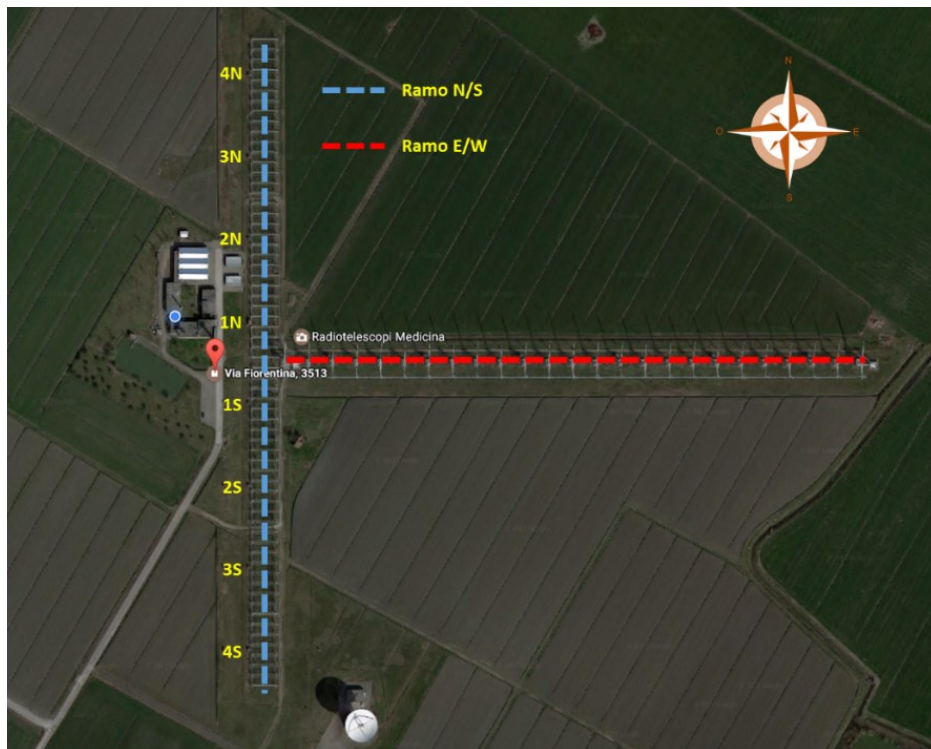 4N
Ramo N/S
N
3N
Ramo E/W
O
E
S
2N
1N
Radiotelescopi Medicina
Via Fiorentina, 3513
1S
2S
3S
4S